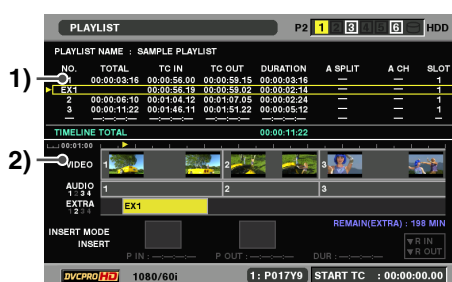 PLAYLIST P2 1 2 3 4 5 6 HDD
PLAYLIST NAME : SAMPLE PLAYLIST
NO. TOTAL TC IN TC OUT DURATION A SPLIT A CH SLOT
1) 1 00:00:03:16 00:00:56.00 00:00:59.15 00:00:03:16 — — 1
EX1 00:00:56.19 00:00:59.02 00:00:02:14 — — 1
2 00:00:06:10 00:01:04.12 00:01:07.05 00:00:02:24 — — 1
3 00:00:11:22 00:01:46.11 00:01:51.22 00:00:05:12 — — 1
— —:—:—:— —:—:—:— —:—:—:— —:—:—:— — — —
TIMELINE TOTAL 00:00:11:22
00:01:00
2) VIDEO 1 2 3
AUDIO 1 2 3
1 2 3 4
EXTRA EX1
1 2 3 4
REMAIN(EXTRA) : 198 MIN
INSERT MODE
INSERT
▼R IN
P IN : —:—:—:— P OUT : —:—:—:— DUR : —:—:—:— ▼R OUT
DVCPRO HD 1080/60i 1: P017Y9 START TC : 00:00:00.00